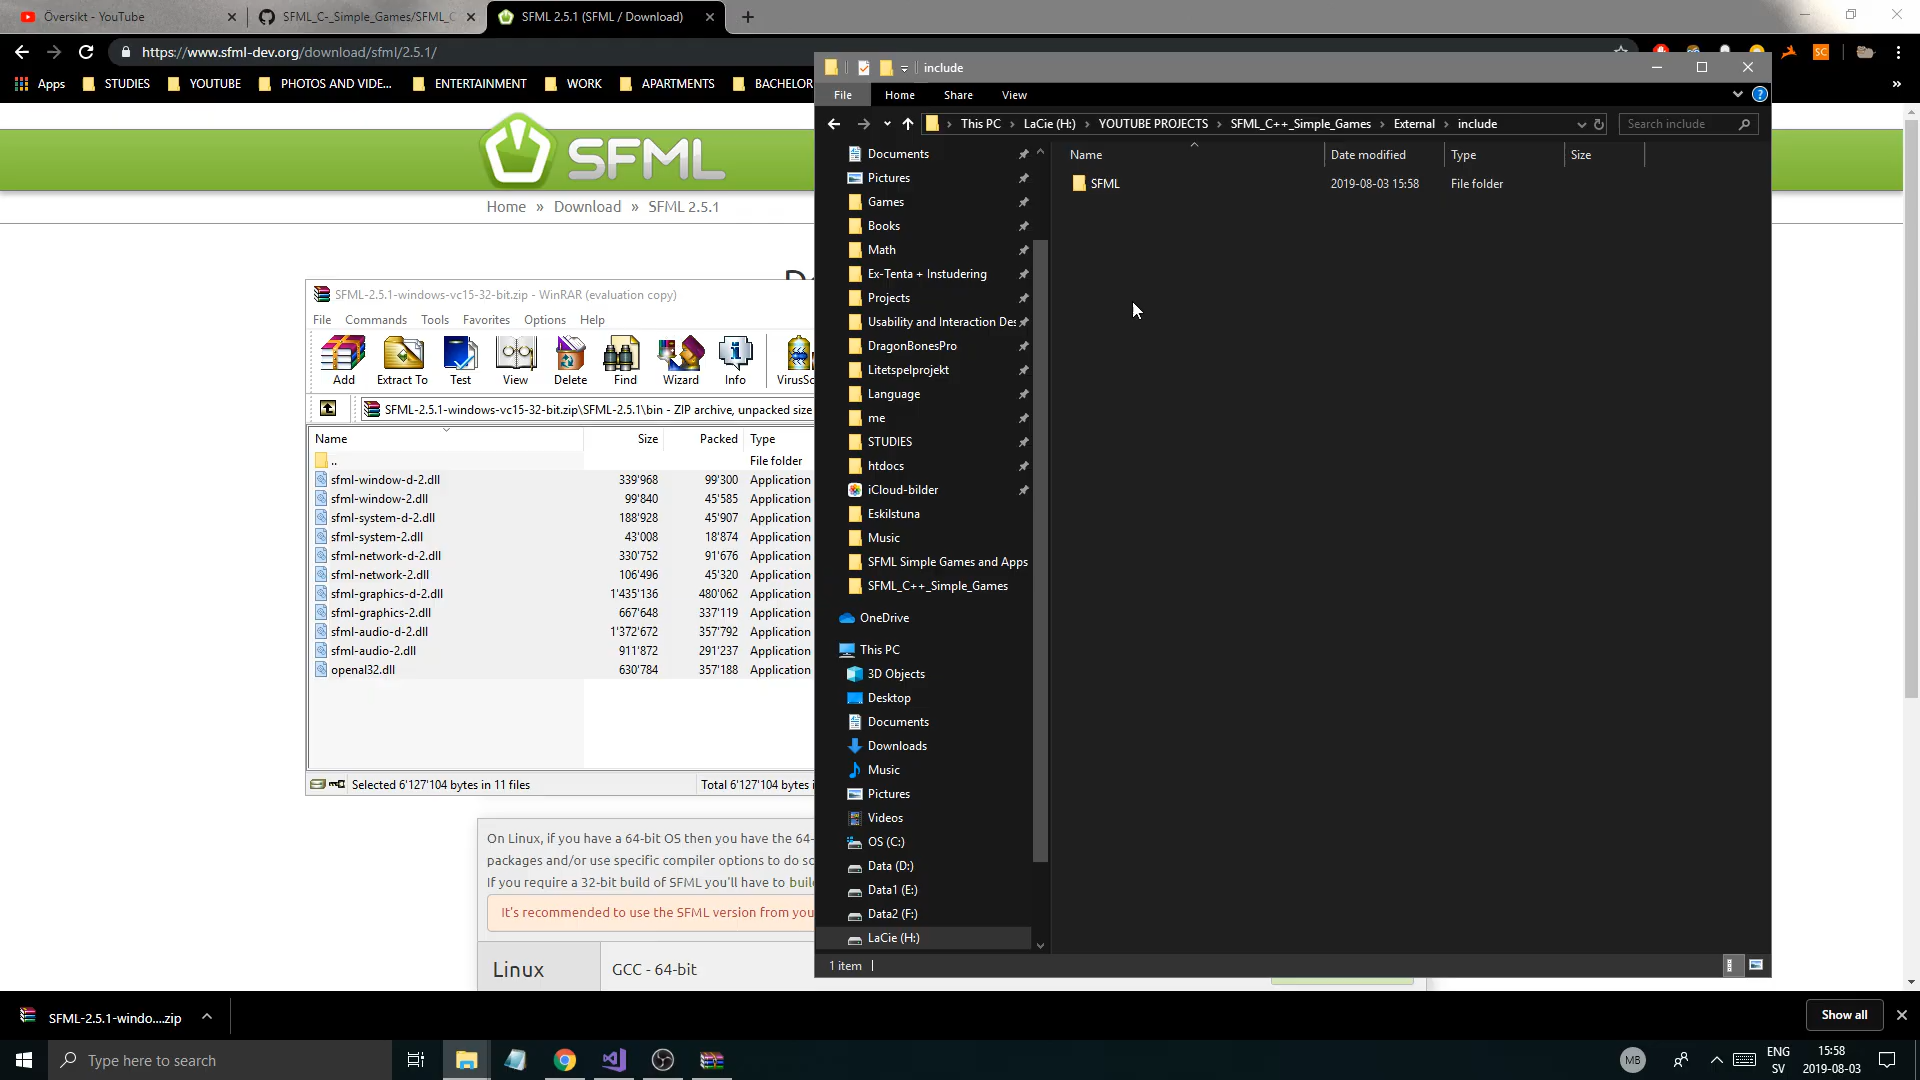 Översikt - YouTube
SFML_C-_Simple_Games/SFML_C
SFML 2.5.1 (SFML / Download)
https://www.sfml-dev.org/download/sfml/2.5.1/
Apps
STUDIES
YOUTUBE
PHOTOS AND VIDE...
ENTERTAINMENT
WORK
APARTMENTS
BACHELOR
»
SFML
Home » Download » SFML 2.5.1
SFML-2.5.1-windows-vc15-32-bit.zip - WinRAR (evaluation copy)
File Commands Tools Favorites Options Help
Add Extract To Test View Delete Find Wizard Info VirusSc
SFML-2.5.1-windows-vc15-32-bit.zip\SFML-2.5.1\bin - ZIP archive, unpacked size
Name Size Packed Type
.. File folder
sfml-window-d-2.dll 339'968 99'300 Application
sfml-window-2.dll 99'840 45'585 Application
sfml-system-d-2.dll 188'928 45'907 Application
sfml-system-2.dll 43'008 18'874 Application
sfml-network-d-2.dll 330'752 91'676 Application
sfml-network-2.dll 106'496 45'320 Application
sfml-graphics-d-2.dll 1'435'136 480'062 Application
sfml-graphics-2.dll 667'648 337'119 Application
sfml-audio-d-2.dll 1'372'672 357'792 Application
sfml-audio-2.dll 911'872 291'237 Application
openal32.dll 630'784 357'188 Application
Selected 6'127'104 bytes in 11 files
Total 6'127'104 bytes i
On Linux, if you have a 64-bit OS then you have the 64-
packages and/or use specific compiler options to do so
If you require a 32-bit build of SFML you'll have to buil
It's recommended to use the SFML version from you
Linux
GCC - 64-bit
include
File Home Share View
This PC › LaCie (H:) › YOUTUBE PROJECTS › SFML_C++_Simple_Games › External › include
Search include
Name Date modified Type Size
SFML 2019-08-03 15:58 File folder
Documents
Pictures
Games
Books
Math
Ex-Tenta + Instudering
Projects
Usability and Interaction Des
DragonBonesPro
Litetspelprojekt
Language
me
STUDIES
htdocs
iCloud-bilder
Eskilstuna
Music
SFML Simple Games and Apps
SFML_C++_Simple_Games
OneDrive
This PC
3D Objects
Desktop
Documents
Downloads
Music
Pictures
Videos
OS (C:)
Data (D:)
Data1 (E:)
Data2 (F:)
LaCie (H:)
1 item
SFML-2.5.1-windo....zip
Show all
Type here to search
MB
ENG
SV
15:58
2019-08-03